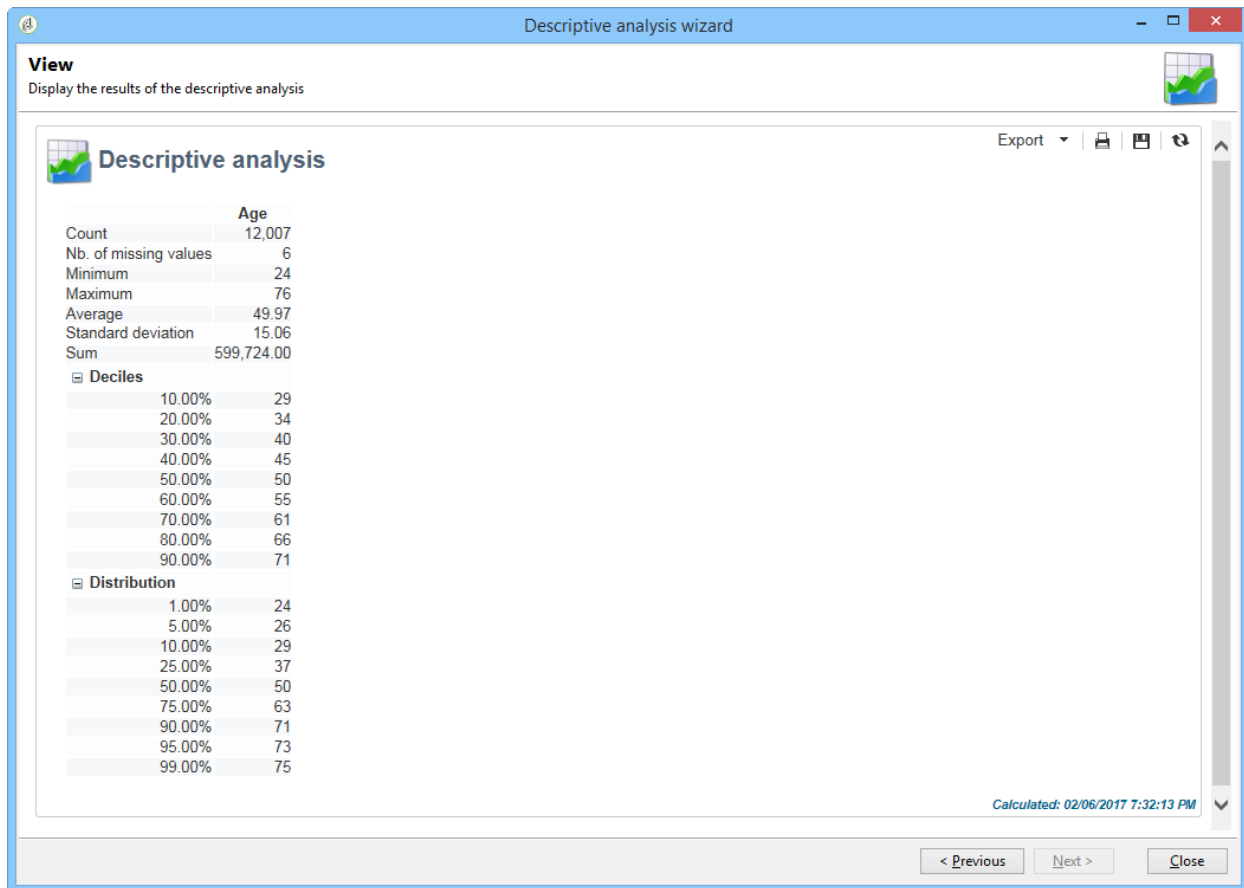 Descriptive analysis wizard
View
Display the results of the descriptive analysis
Export
Descriptive analysis
Age
Count 12,007
Nb. of missing values 6
Minimum 24
Maximum 76
Average 49.97
Standard deviation 15.06
Sum 599,724.00
Deciles
10.00% 29
20.00% 34
30.00% 40
40.00% 45
50.00% 50
60.00% 55
70.00% 61
80.00% 66
90.00% 71
Distribution
1.00% 24
5.00% 26
10.00% 29
25.00% 37
50.00% 50
75.00% 63
90.00% 71
95.00% 73
99.00% 75
Calculated: 02/06/2017 7:32:13 PM
< Previous Next > Close